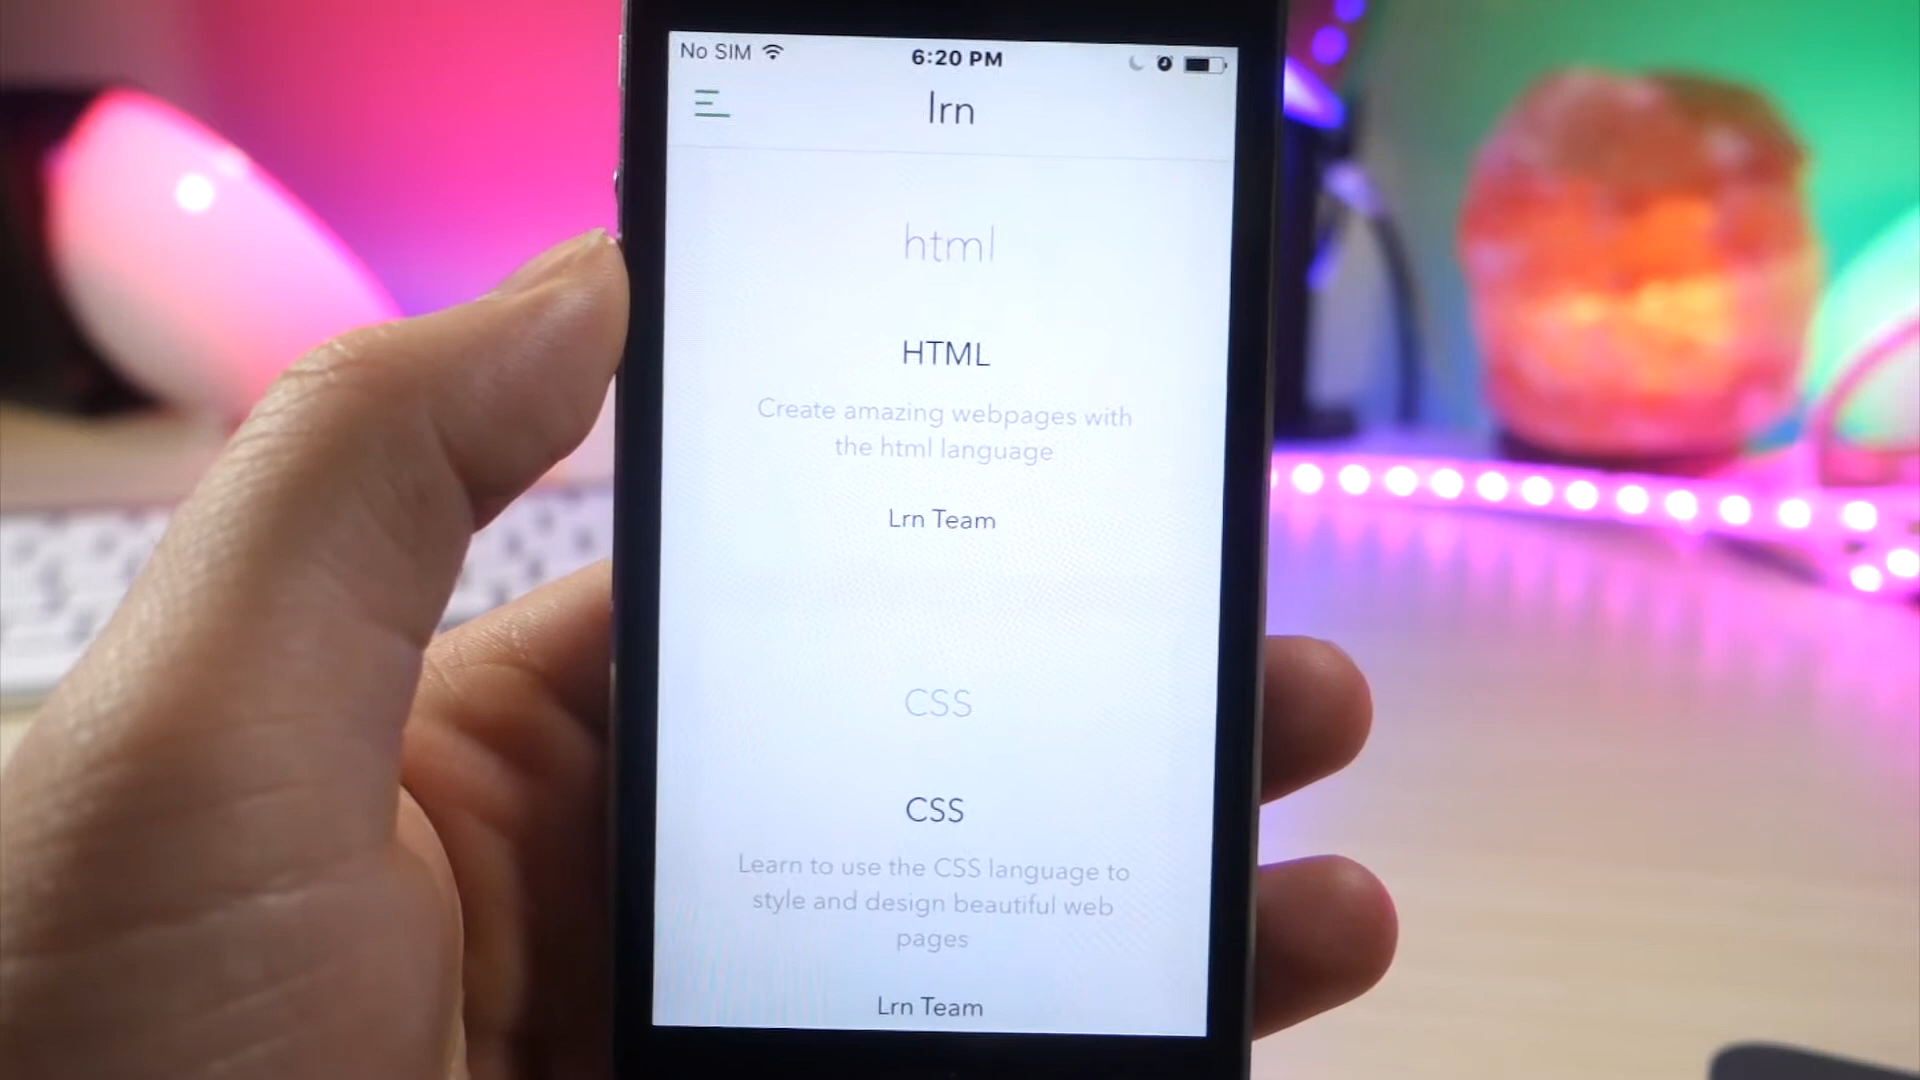 No SIM 6:20 PM
lrn
html
HTML
Create amazing webpages with
the html language
Lrn Team
CSS
CSS
Learn to use the CSS language to
style and design beautiful web
pages
Lrn Team